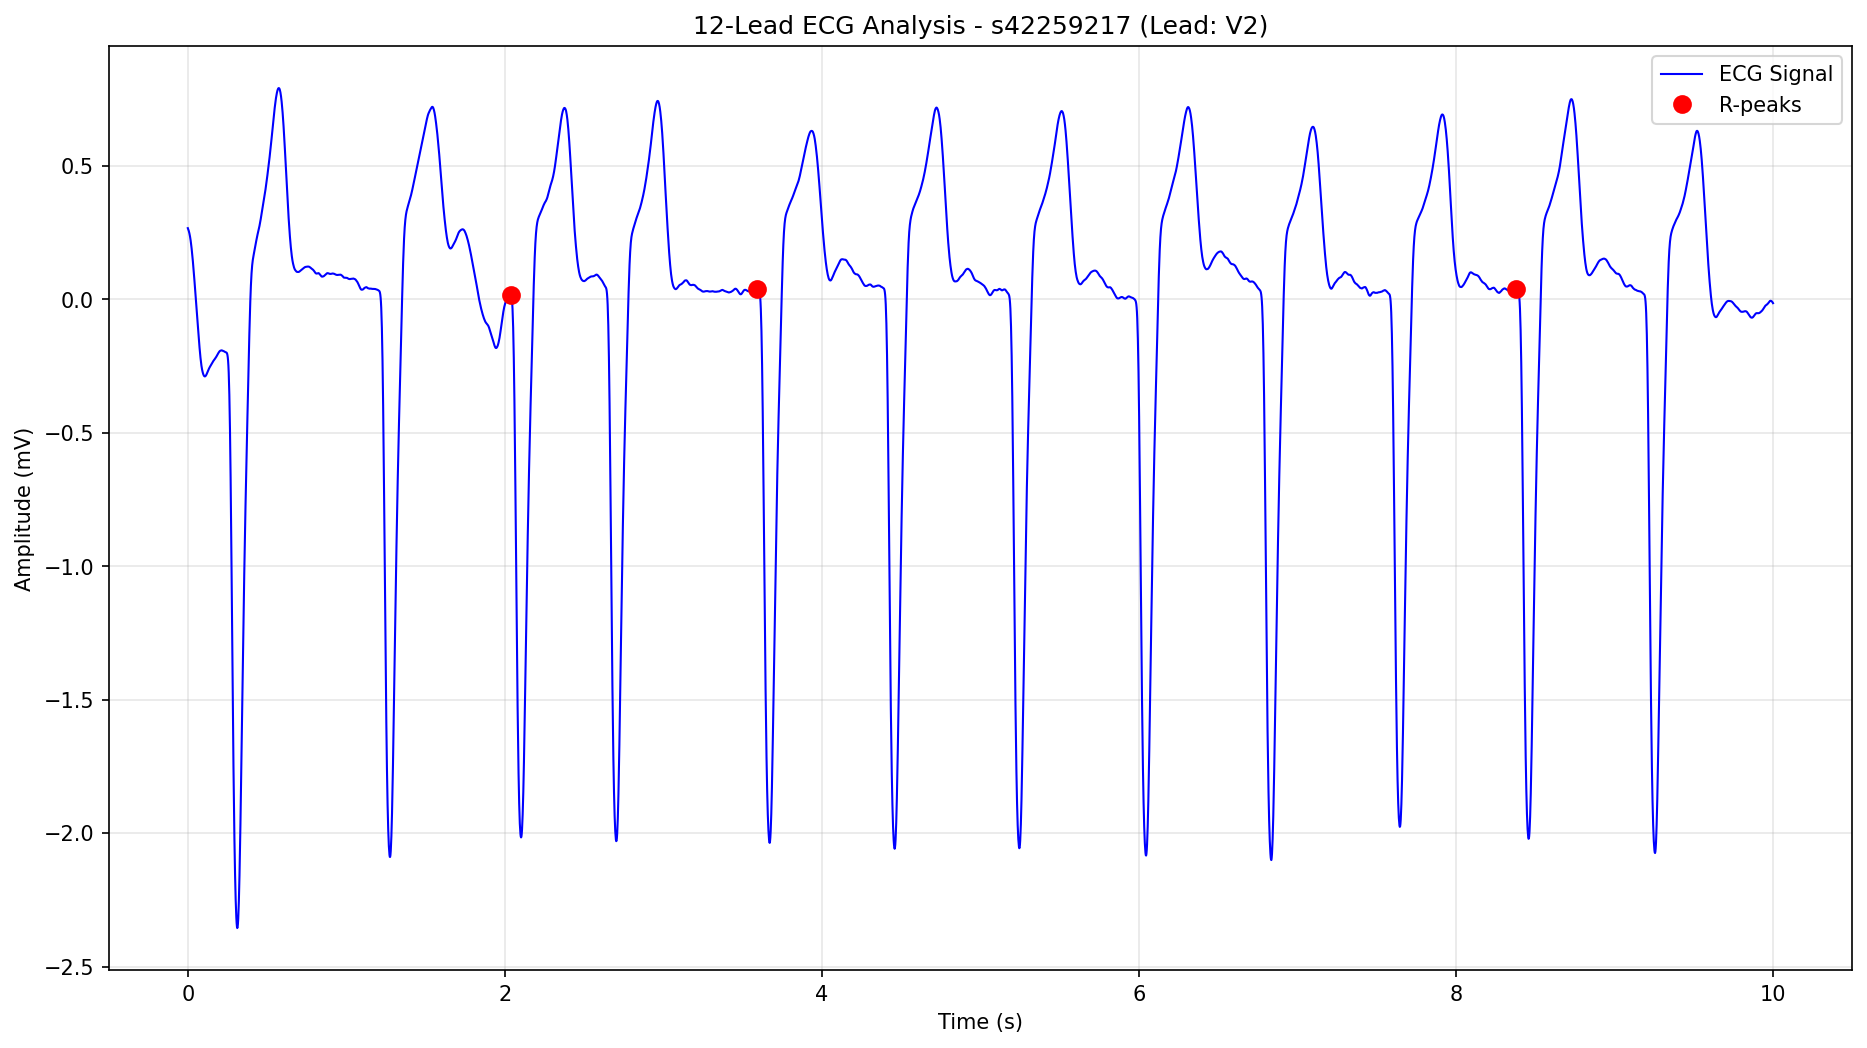 12-Lead ECG Analysis - s42259217 (Lead: V2)
ECG Signal
R-peaks
Amplitude (mV)
0.5
0.0
−0.5
−1.0
−1.5
−2.0
−2.5
0 2 4 6 8 10
Time (s)